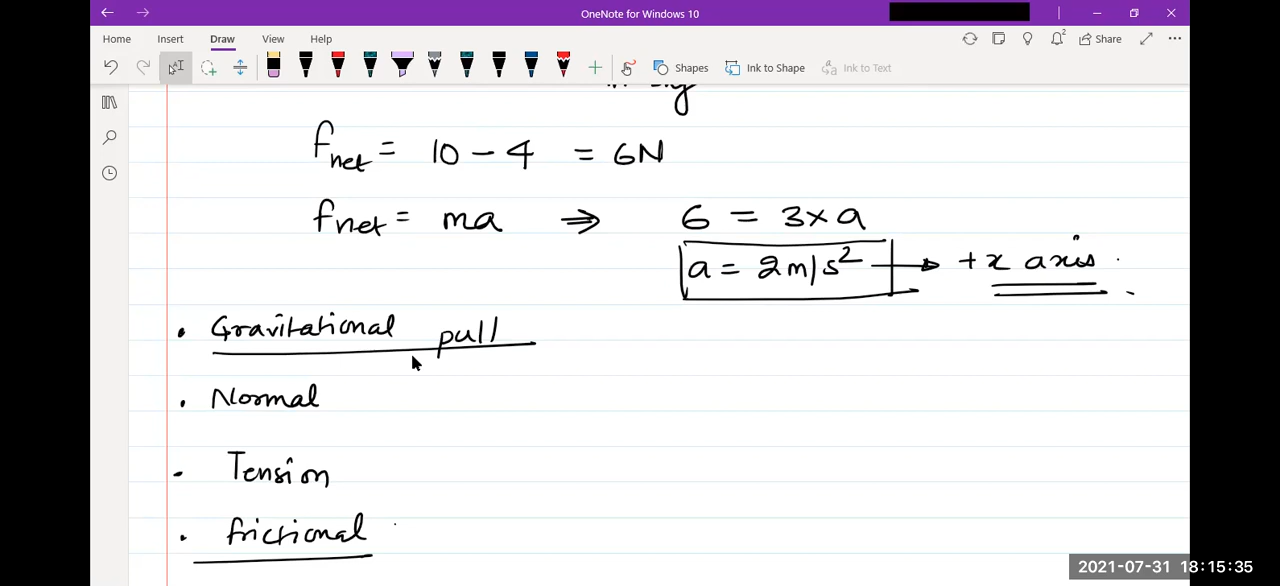 OneNote for Windows 10
Home Insert Draw View Help
Share
Shapes Ink to Shape Ink to Text
fnet = 10 - 4 = 6N
fnet = ma ⇒ 6 = 3 × a
a = 2m/s² → +x axis
• Gravitational pull
• Normal
• Tension
• frictional
2021-07-31 18:15:35